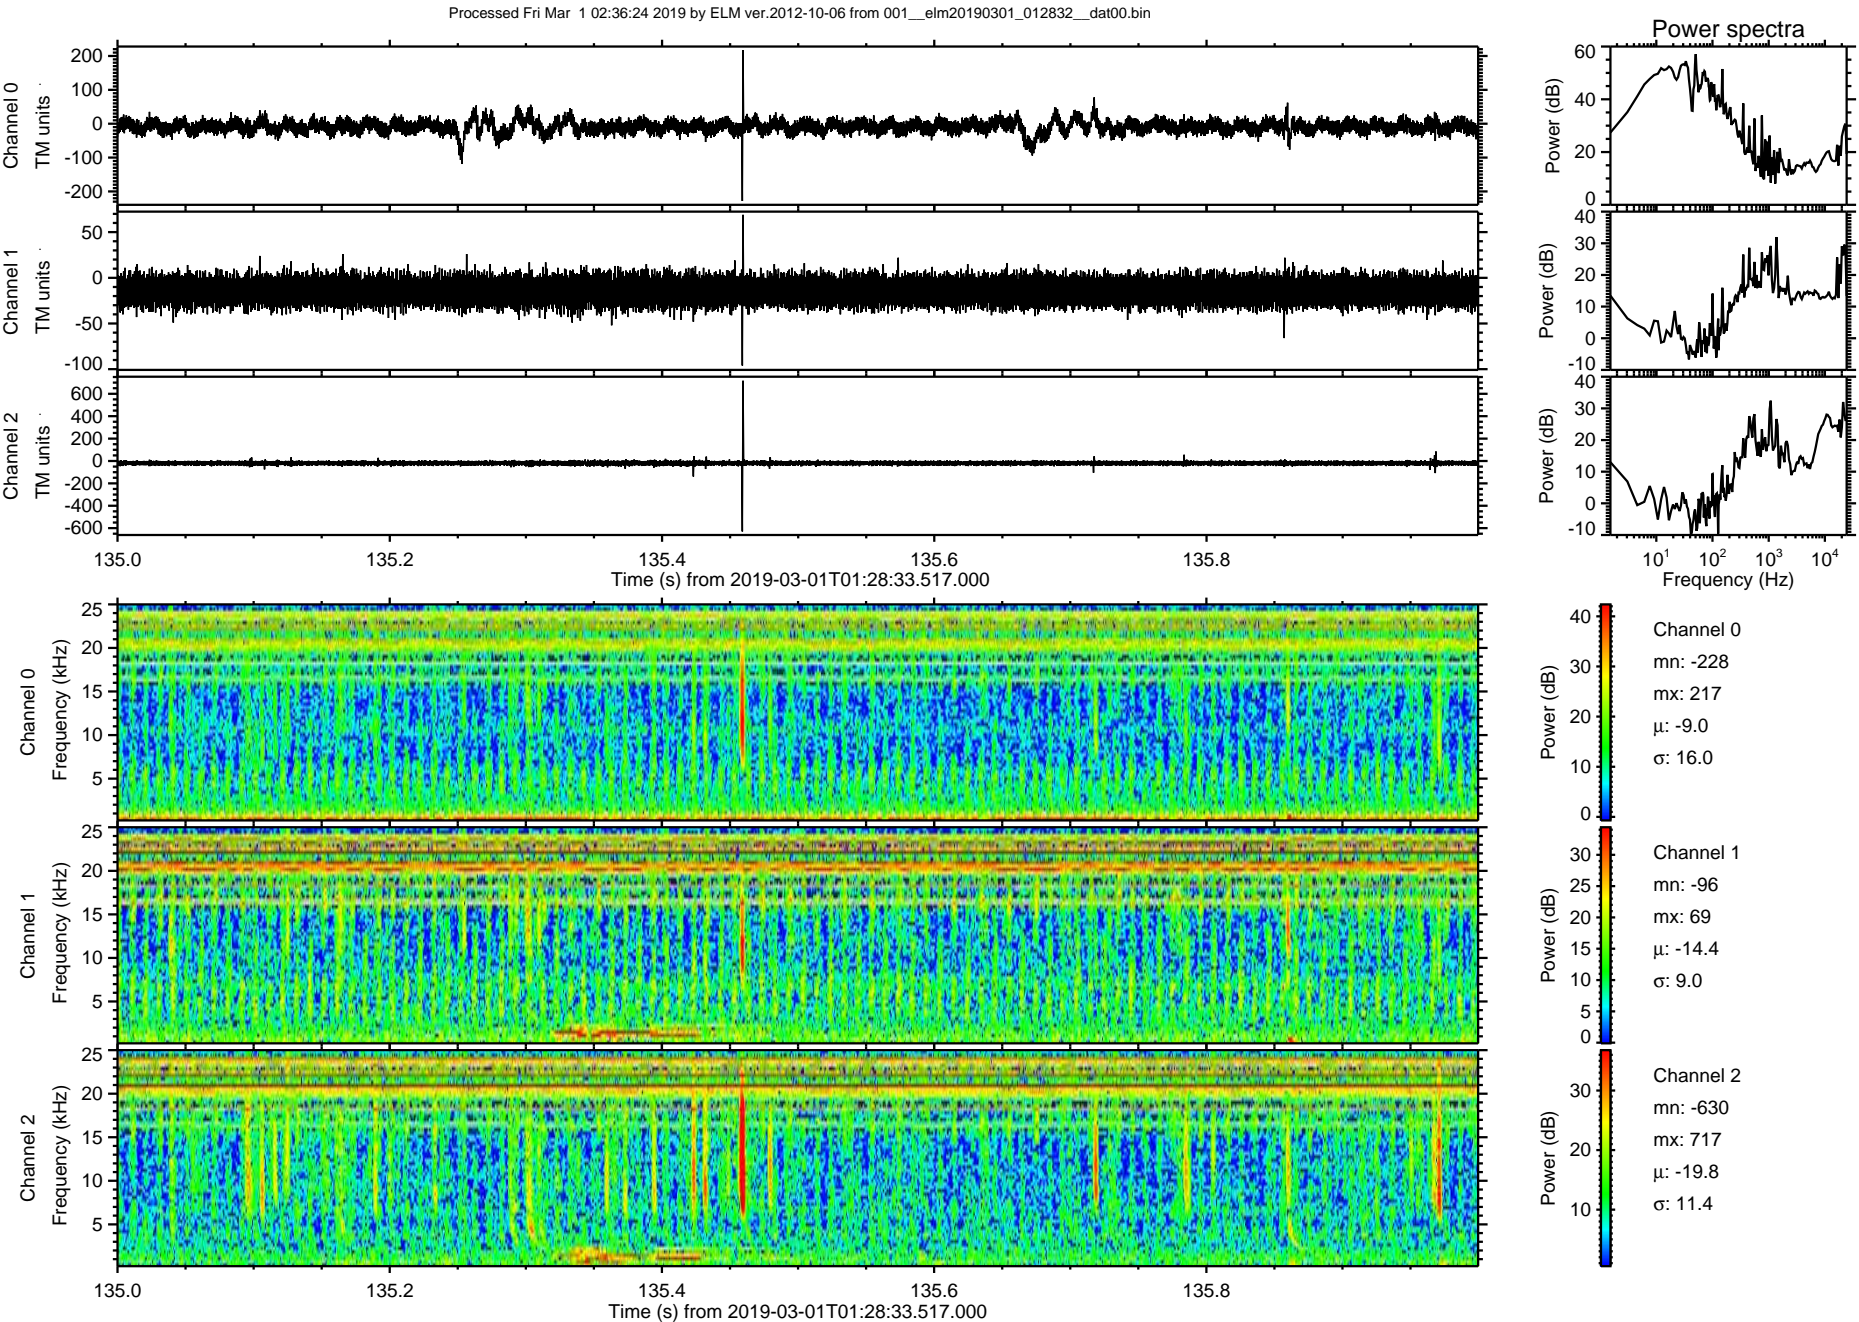 Processed Fri Mar  1 02:36:24 2019 by ELM ver.2012-10-06 from 001__elm20190301_012832__dat00.bin
Power spectra
Channel 0
TM units
200
100
0
-100
-200
Power (dB)
60
40
20
0
Channel 1
TM units
50
0
-50
-100
Power (dB)
40
30
20
10
0
-10
Channel 2
TM units
600
400
200
0
-200
-400
-600
Power (dB)
40
30
20
10
0
-10
135.0 135.2 135.4 135.6 135.8
Time (s) from 2019-03-01T01:28:33.517.000
10^1 10^2 10^3 10^4
Frequency (Hz)
Channel 0
Frequency (kHz)
25
20
15
10
5
Power (dB)
40
30
20
10
0
Channel 0
mn: -228
mx: 217
µ: -9.0
σ: 16.0
Channel 1
Frequency (kHz)
25
20
15
10
5
Power (dB)
30
25
20
15
10
5
0
Channel 1
mn: -96
mx: 69
µ: -14.4
σ: 9.0
Channel 2
Frequency (kHz)
25
20
15
10
5
Power (dB)
30
20
10
Channel 2
mn: -630
mx: 717
µ: -19.8
σ: 11.4
135.0 135.2 135.4 135.6 135.8
Time (s) from 2019-03-01T01:28:33.517.000